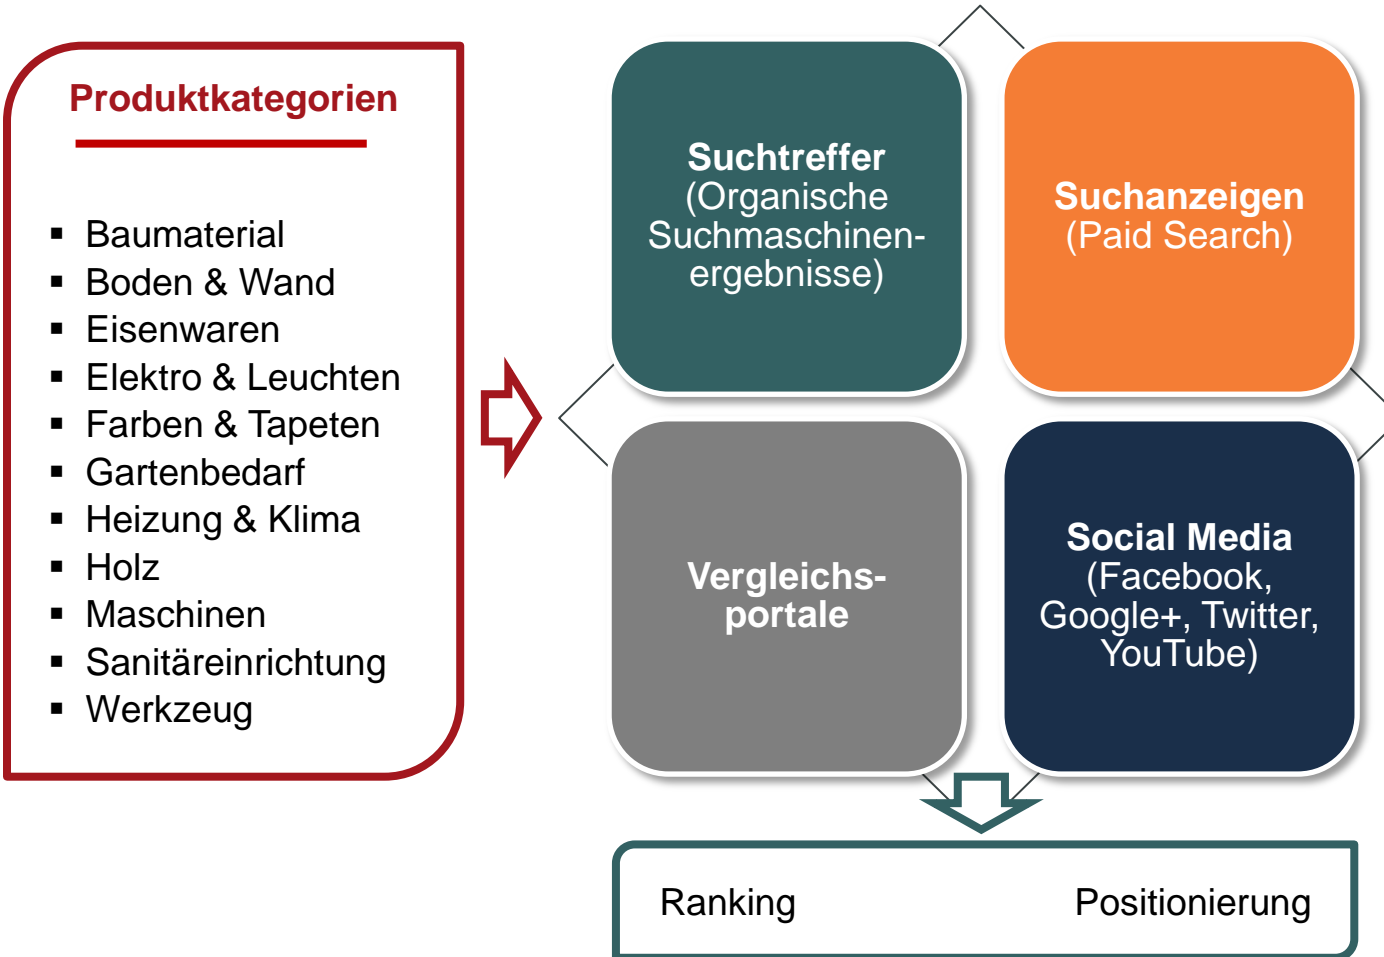 Produktkategorien
▪ Baumaterial
▪ Boden & Wand
▪ Eisenwaren
▪ Elektro & Leuchten
▪ Farben & Tapeten
▪ Gartenbedarf
▪ Heizung & Klima
▪ Holz
▪ Maschinen
▪ Sanitäreinrichtung
▪ Werkzeug
Suchtreffer
(Organische
Suchmaschinen-
ergebnisse)
Suchanzeigen
(Paid Search)
Vergleichs-
portale
Social Media
(Facebook,
Google+, Twitter,
YouTube)
Ranking
Positionierung